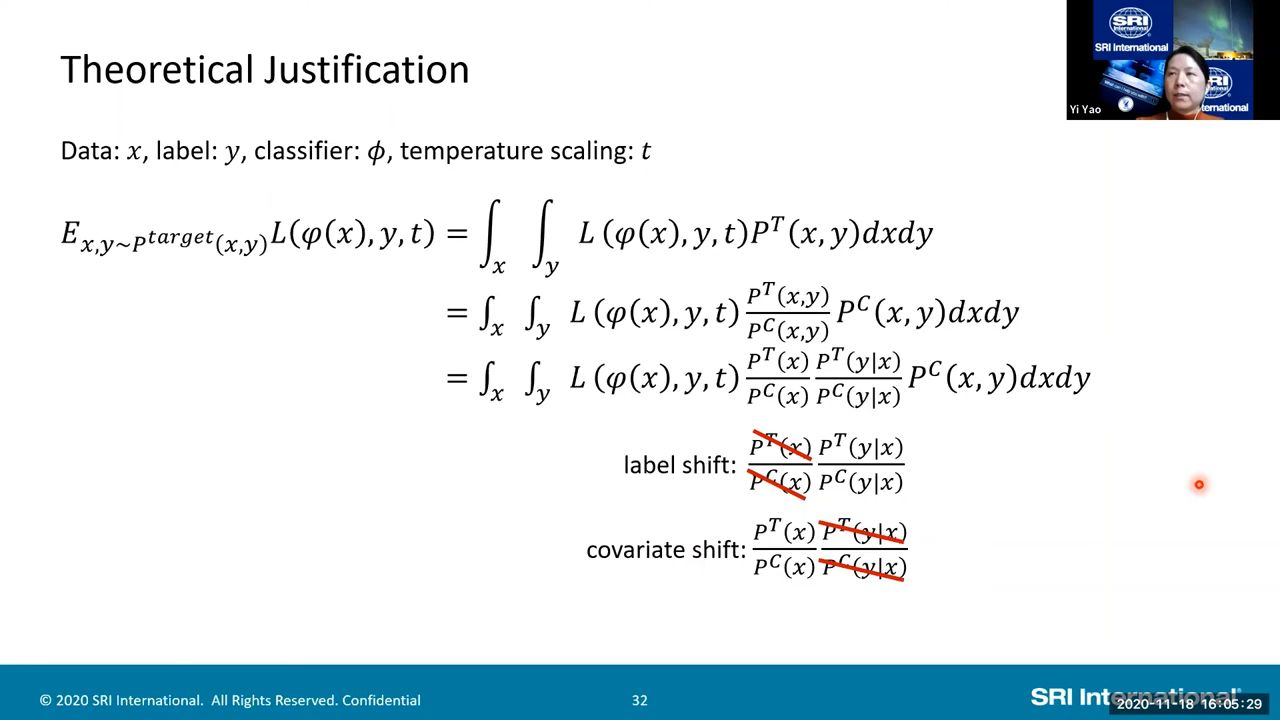 SRI International
Yi Yao
Theoretical Justification
Data: 𝑥, label: 𝑦, classifier: 𝜙, temperature scaling: 𝑡
E_{x,y~P^{target}(x,y)} L(φ(x), y, t) = ∫_x ∫_y L(φ(x), y, t)P^T(x, y)dxdy
= ∫_x ∫_y L(φ(x), y, t) P^T(x,y)/P^C(x,y) P^C(x, y)dxdy
= ∫_x ∫_y L(φ(x), y, t) P^T(x)/P^C(x) P^T(y|x)/P^C(y|x) P^C(x, y)dxdy
label shift: P^T(x)/P^C(x) P^T(y|x)/P^C(y|x)
covariate shift: P^T(x)/P^C(x) P^T(y|x)/P^C(y|x)
© 2020 SRI International. All Rights Reserved. Confidential
32
SRI International
2020-11-18 16:05:29